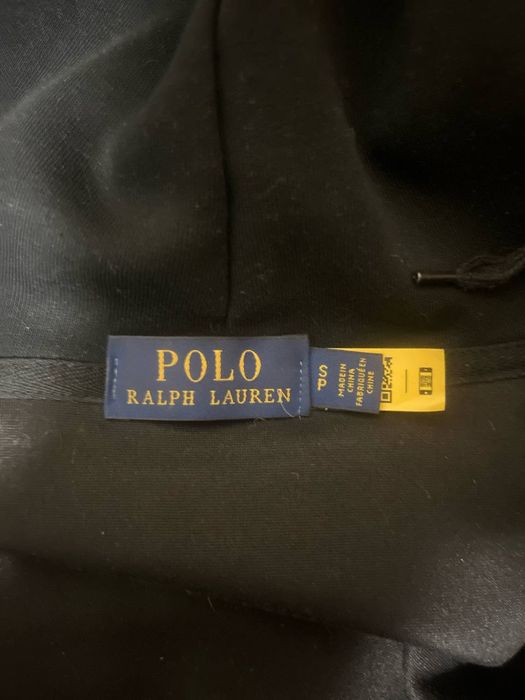 POLO
RALPH LAUREN
S
P
MADE IN
CHINA
FABRIQUÉ EN
CHINE